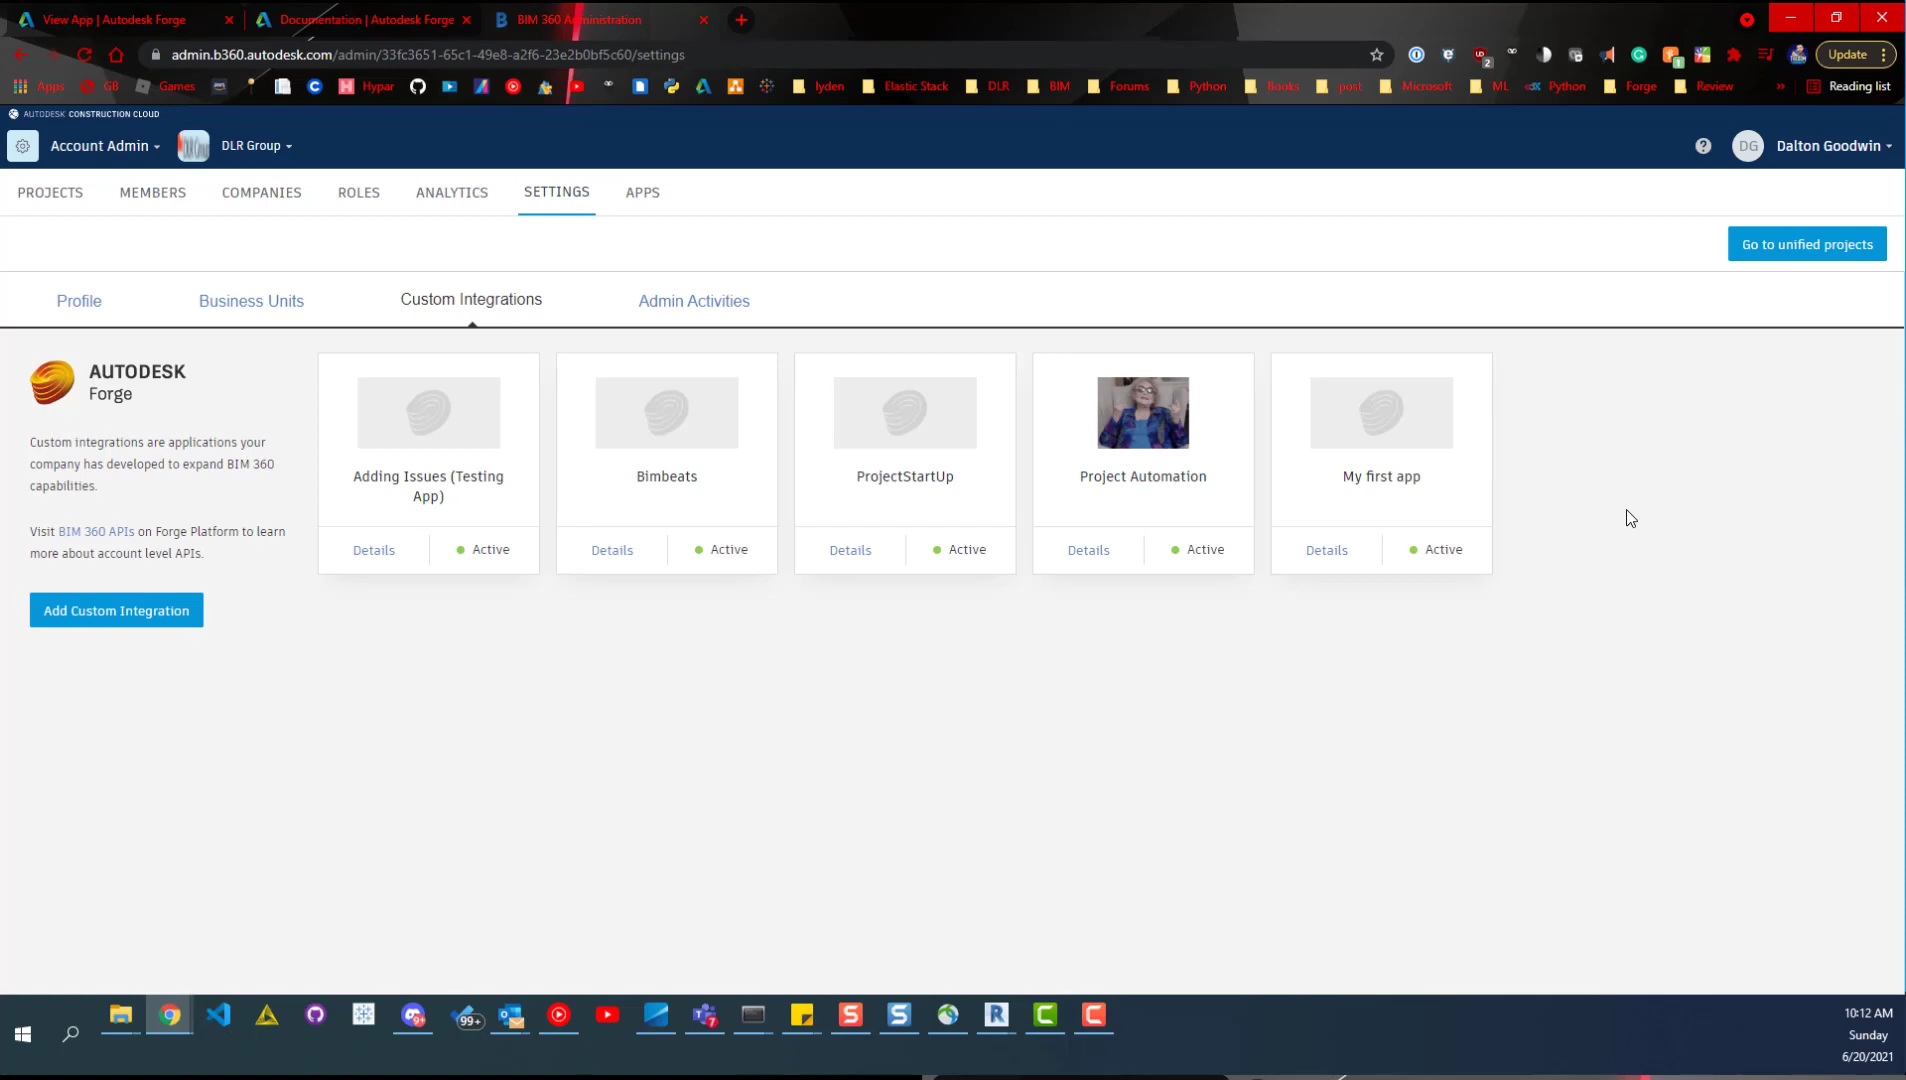 View App | Autodesk Forge
Documentation | Autodesk Forge
BIM 360 Administration
admin.b360.autodesk.com/admin/33fc3651-65c1-49e8-a2f6-23e2b0bf5c60/settings
Update
Apps
GB
Games
Hypar
lyden
Elastic Stack
DLR
BIM
Forums
Python
Books
post
Microsoft
ML
Python
Forge
Review
»
Reading list
AUTODESK CONSTRUCTION CLOUD
Account Admin
DLR Group
DG
Dalton Goodwin
PROJECTS
MEMBERS
COMPANIES
ROLES
ANALYTICS
SETTINGS
APPS
Go to unified projects
Profile
Business Units
Custom Integrations
Admin Activities
AUTODESK
Forge
Custom integrations are applications your
company has developed to expand BIM 360
capabilities.
Visit BIM 360 APIs on Forge Platform to learn
more about account level APIs.
Add Custom Integration
Adding Issues (Testing
App)
Details
Active
Bimbeats
Details
Active
ProjectStartUp
Details
Active
Project Automation
Details
Active
My first app
Details
Active
9+
99+
7
10:12 AM
Sunday
6/20/2021